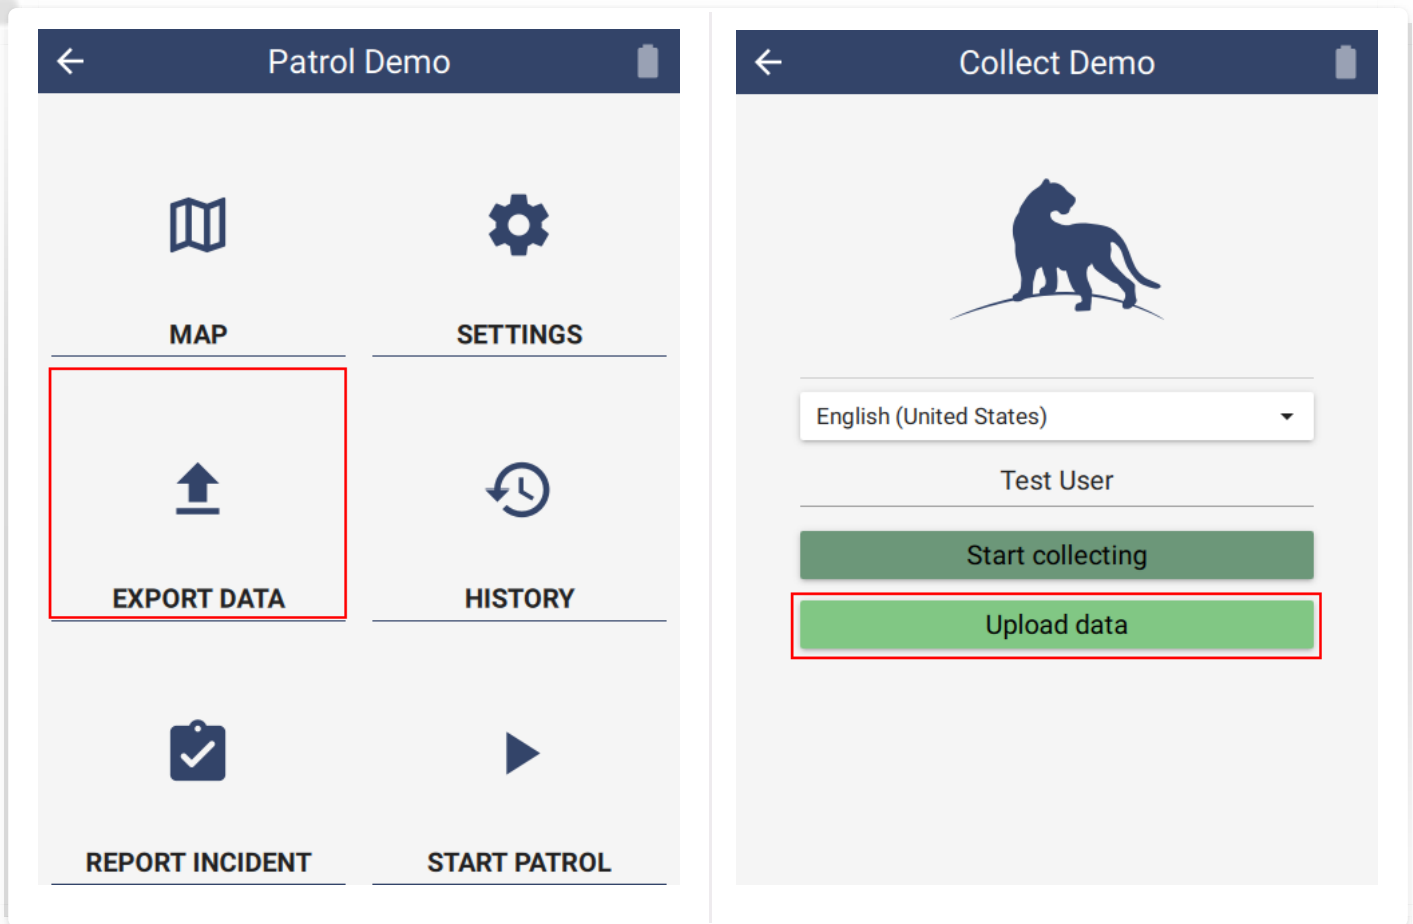 Patrol Demo
MAP
SETTINGS
EXPORT DATA
HISTORY
REPORT INCIDENT
START PATROL
Collect Demo
English (United States)
Test User
Start collecting
Upload data